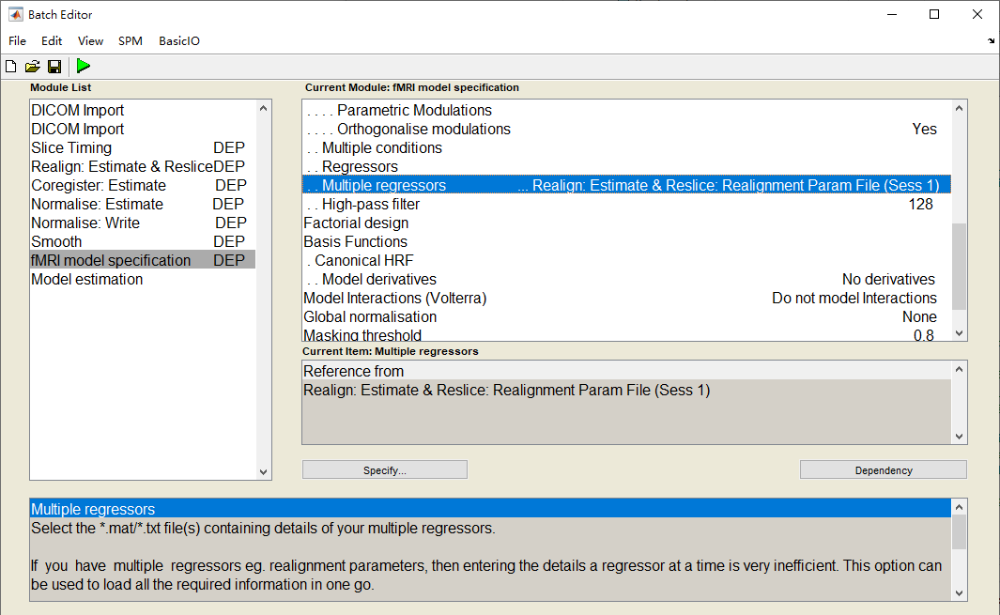 Batch Editor
File Edit View SPM BasicIO
Module List
DICOM Import
DICOM Import
Slice Timing DEP
Realign: Estimate & Reslice DEP
Coregister: Estimate DEP
Normalise: Estimate DEP
Normalise: Write DEP
Smooth DEP
fMRI model specification DEP
Model estimation
Current Module: fMRI model specification
. . . . Parametric Modulations
. . . . Orthogonalise modulations Yes
. . Multiple conditions
. . Regressors
. . Multiple regressors ... Realign: Estimate & Reslice: Realignment Param File (Sess 1)
. . High-pass filter 128
Factorial design
Basis Functions
. Canonical HRF
. . Model derivatives No derivatives
Model Interactions (Volterra) Do not model Interactions
Global normalisation None
Masking threshold 0.8
Current Item: Multiple regressors
Reference from
Realign: Estimate & Reslice: Realignment Param File (Sess 1)
Specify... Dependency
Multiple regressors
Select the *.mat/*.txt file(s) containing details of your multiple regressors.
If you have multiple regressors eg. realignment parameters, then entering the details a regressor at a time is very inefficient. This option can
be used to load all the required information in one go.